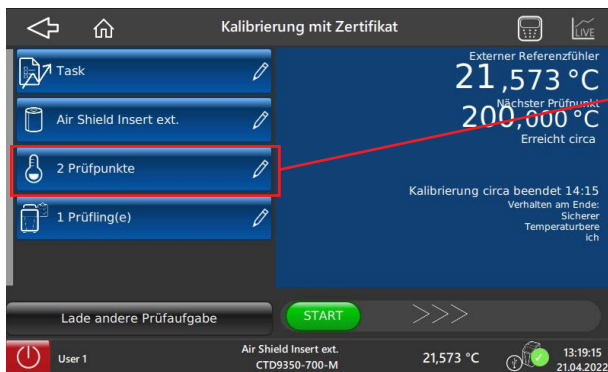 Kalibrierung mit Zertifikat
LIVE
Task
Air Shield Insert ext.
2 Prüfpunkte
1 Prüfling(e)
Externer Referenzfühler
21,573 °C
Nächster Prüfpunkt
200,000 °C
Erreicht circa
Kalibrierung circa beendet 14:15
Verhalten am Ende:
Sicherer
Temperaturbere
ich
Lade andere Prüfaufgabe
START
User 1
Air Shield Insert ext.
CTD9350-700-M
21,573 °C
13:19:15
21.04.2022